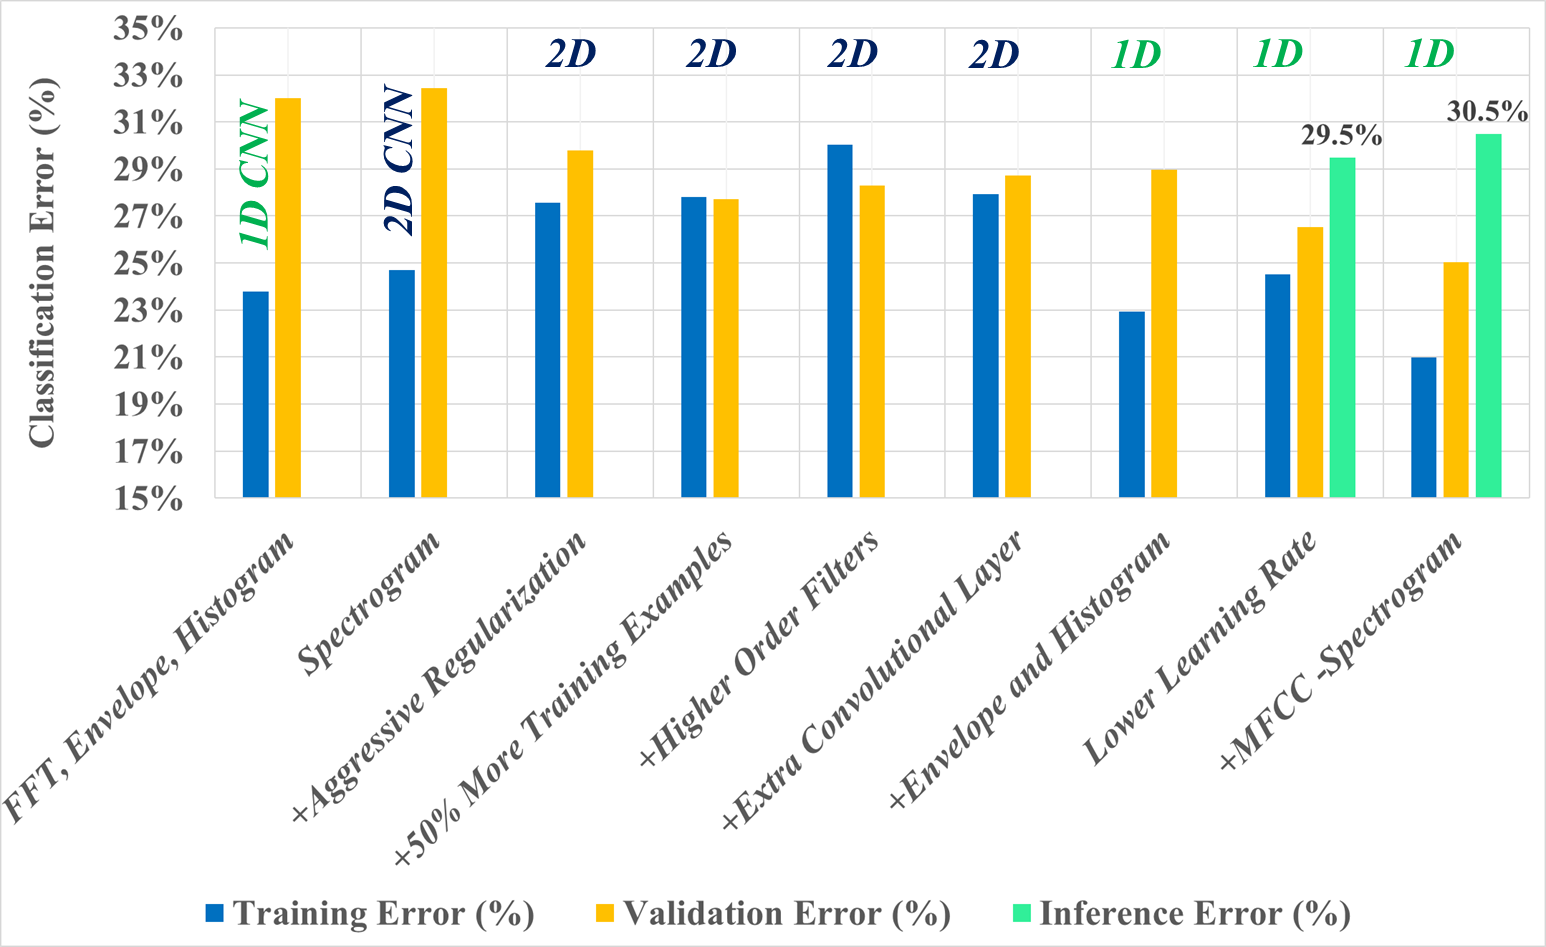 Classification Error (%)
35%
33%
31%
29%
27%
25%
23%
21%
19%
17%
15%
1D CNN
2D CNN
2D
2D
2D
2D
1D
1D
1D
29.5%
30.5%
FFT, Envelope, Histogram
Spectrogram
+Aggressive Regularization
+50% More Training Examples
+Higher Order Filters
+Extra Convolutional Layer
+Envelope and Histogram
Lower Learning Rate
+MFCC -Spectrogram
Training Error (%)
Validation Error (%)
Inference Error (%)